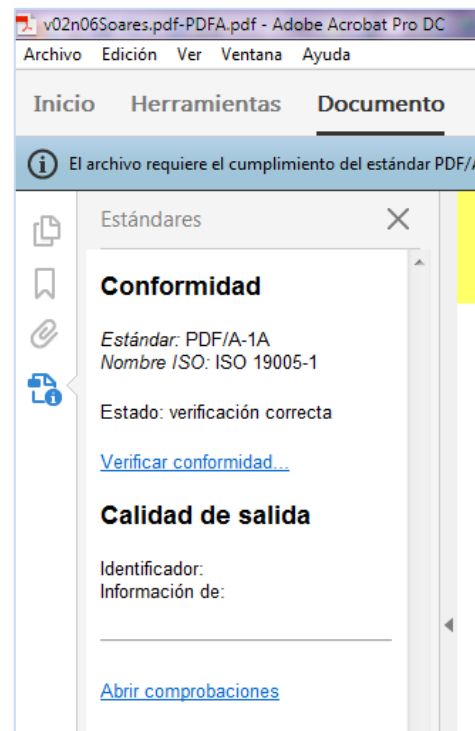 v02n06Soares.pdf-PDFA.pdf - Adobe Acrobat Pro DC
Archivo Edición Ver Ventana Ayuda
Inicio Herramientas Documento
El archivo requiere el cumplimiento del estándar PDF/A
Estándares
Conformidad
Estándar: PDF/A-1A
Nombre ISO: ISO 19005-1
Estado: verificación correcta
Verificar conformidad...
Calidad de salida
Identificador:
Información de:
Abrir comprobaciones